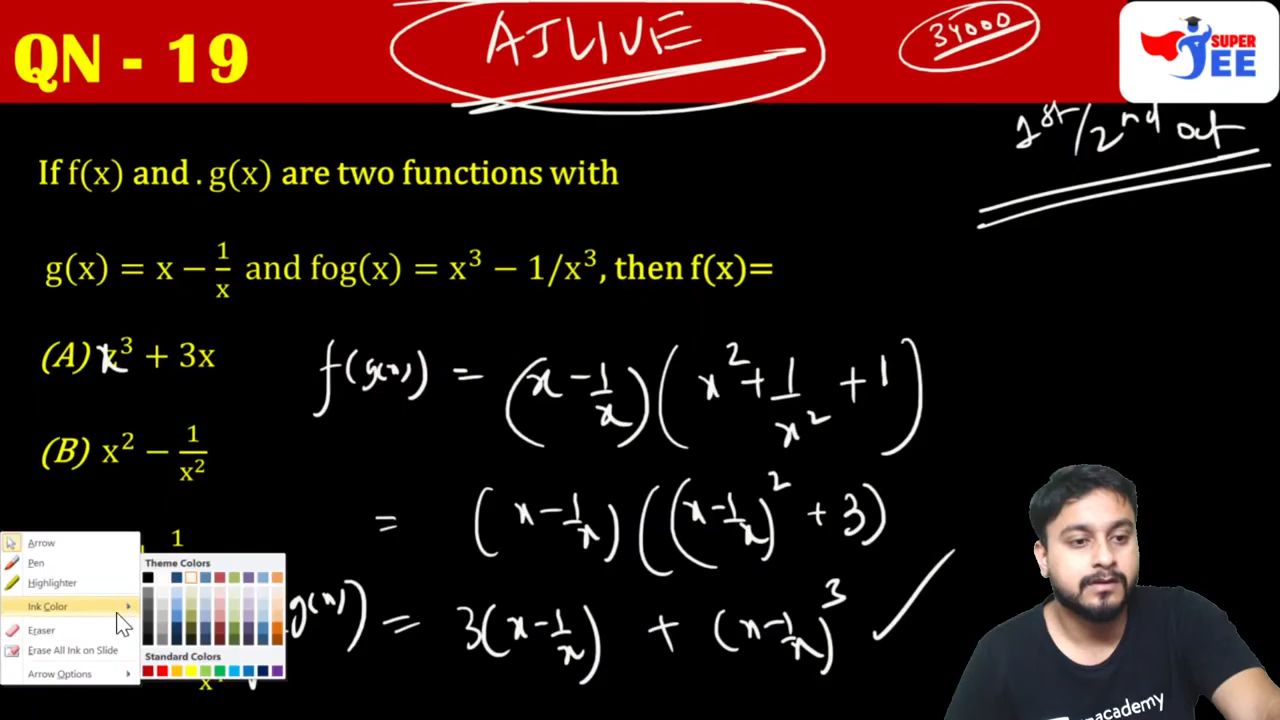 QN - 19
AJLIVE
34000
SUPER
JEE
1st/2nd oct
If f(x) and . g(x) are two functions with
g(x) = x − 1/x and fog(x) = x³ − 1/x³, then f(x)=
(A) x³ + 3x
f(g(x)) = (x − 1/x)(x² + 1/x² + 1)
(B) x² − 1/x²
= (x − 1/x)((x − 1/x)² + 3)
g(x)) = 3(x − 1/x) + (x − 1/x)³
Arrow
Pen
Highlighter
Ink Color
Eraser
Erase All Ink on Slide
Arrow Options
Theme Colors
Standard Colors
unacademy